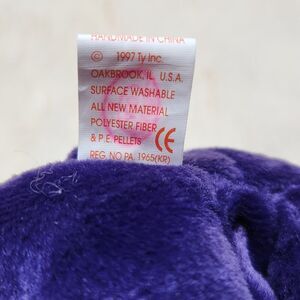 HANDMADE IN CHINA
© 1997 Ty Inc
OAKBROOK, IL. U.S.A.
SURFACE WASHABLE
ALL NEW MATERIAL
POLYESTER FIBER
& P.E. PELLETS CE
REG. NO PA. 1965(KR)